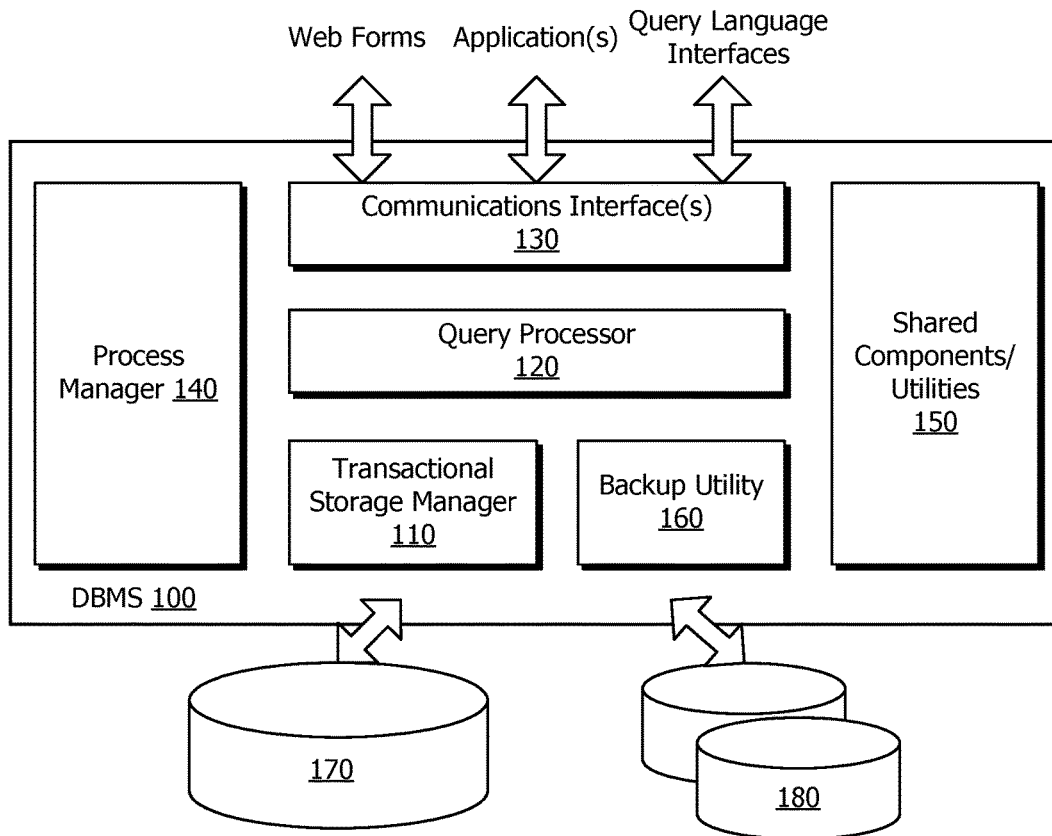 Web Forms
Application(s)
Query Language
Interfaces
Communications Interface(s)
130
Query Processor
120
Process
Manager 140
Shared
Components/
Utilities
150
Transactional
Storage Manager
110
Backup Utility
160
DBMS 100
170
180